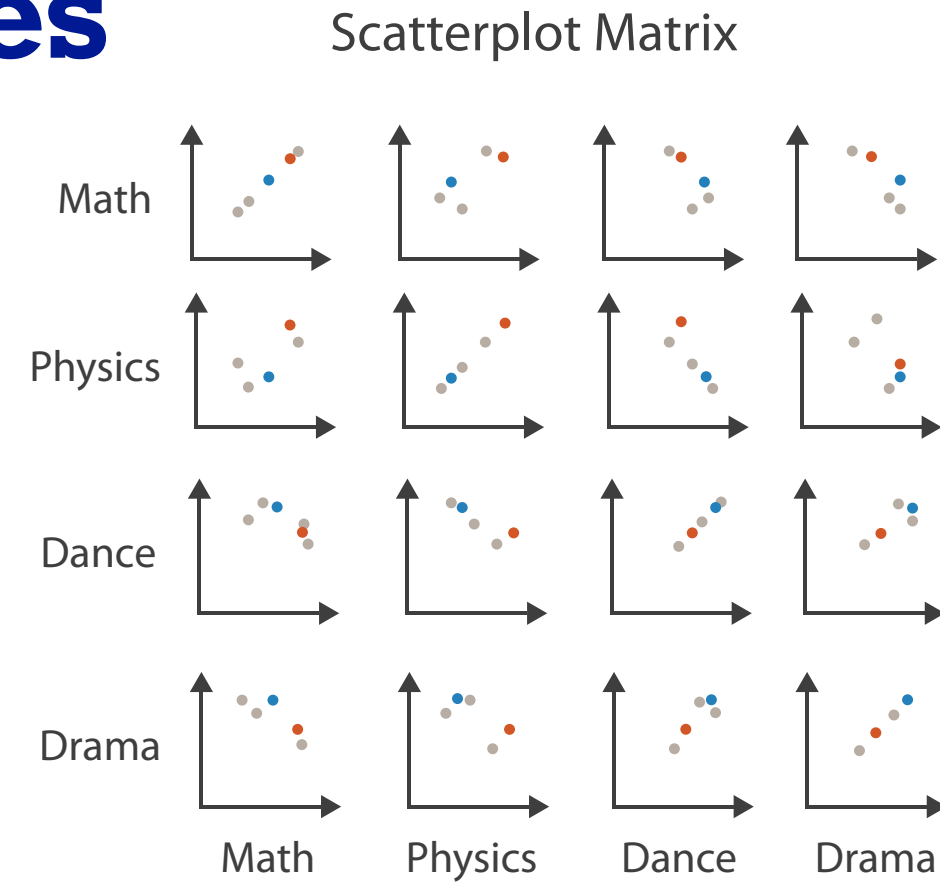 es
Scatterplot Matrix
Math
Physics
Dance
Drama
Math Physics Dance Drama